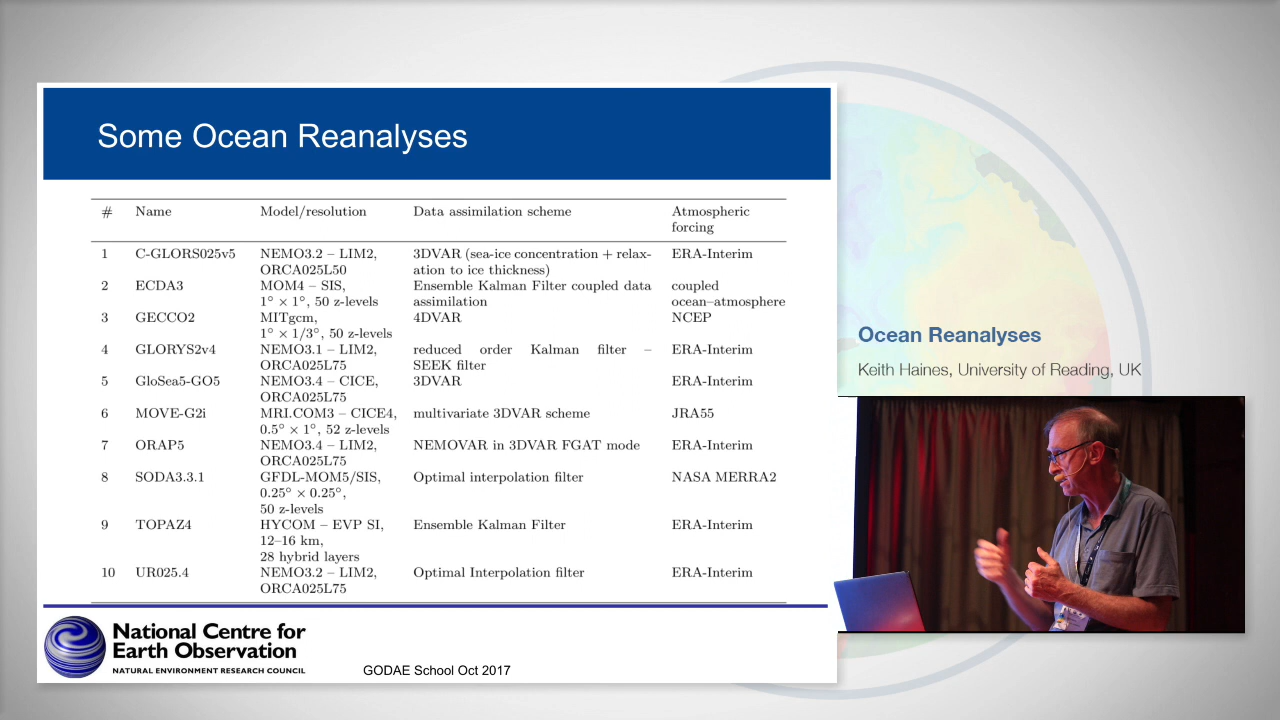 Some Ocean Reanalyses
# Name Model/resolution Data assimilation scheme Atmospheric
forcing
1 C-GLORS025v5 NEMO3.2 – LIM2, 3DVAR (sea-ice concentration + relax- ERA-Interim
ORCA025L50 ation to ice thickness)
2 ECDA3 MOM4 – SIS, Ensemble Kalman Filter coupled data coupled
1° × 1°, 50 z-levels assimilation ocean–atmosphere
3 GECCO2 MITgcm, 4DVAR NCEP
1° × 1/3°, 50 z-levels
4 GLORYS2v4 NEMO3.1 – LIM2, reduced order Kalman filter – ERA-Interim
ORCA025L75 SEEK filter
5 GloSea5-GO5 NEMO3.4 – CICE, 3DVAR ERA-Interim
ORCA025L75
6 MOVE-G2i MRI.COM3 – CICE4, multivariate 3DVAR scheme JRA55
0.5° × 1°, 52 z-levels
7 ORAP5 NEMO3.4 – LIM2, NEMOVAR in 3DVAR FGAT mode ERA-Interim
ORCA025L75
8 SODA3.3.1 GFDL-MOM5/SIS, Optimal interpolation filter NASA MERRA2
0.25° × 0.25°,
50 z-levels
9 TOPAZ4 HYCOM – EVP SI, Ensemble Kalman Filter ERA-Interim
12–16 km,
28 hybrid layers
10 UR025.4 NEMO3.2 – LIM2, Optimal Interpolation filter ERA-Interim
ORCA025L75
National Centre for
Earth Observation
NATURAL ENVIRONMENT RESEARCH COUNCIL
GODAE School Oct 2017
Ocean Reanalyses
Keith Haines, University of Reading, UK